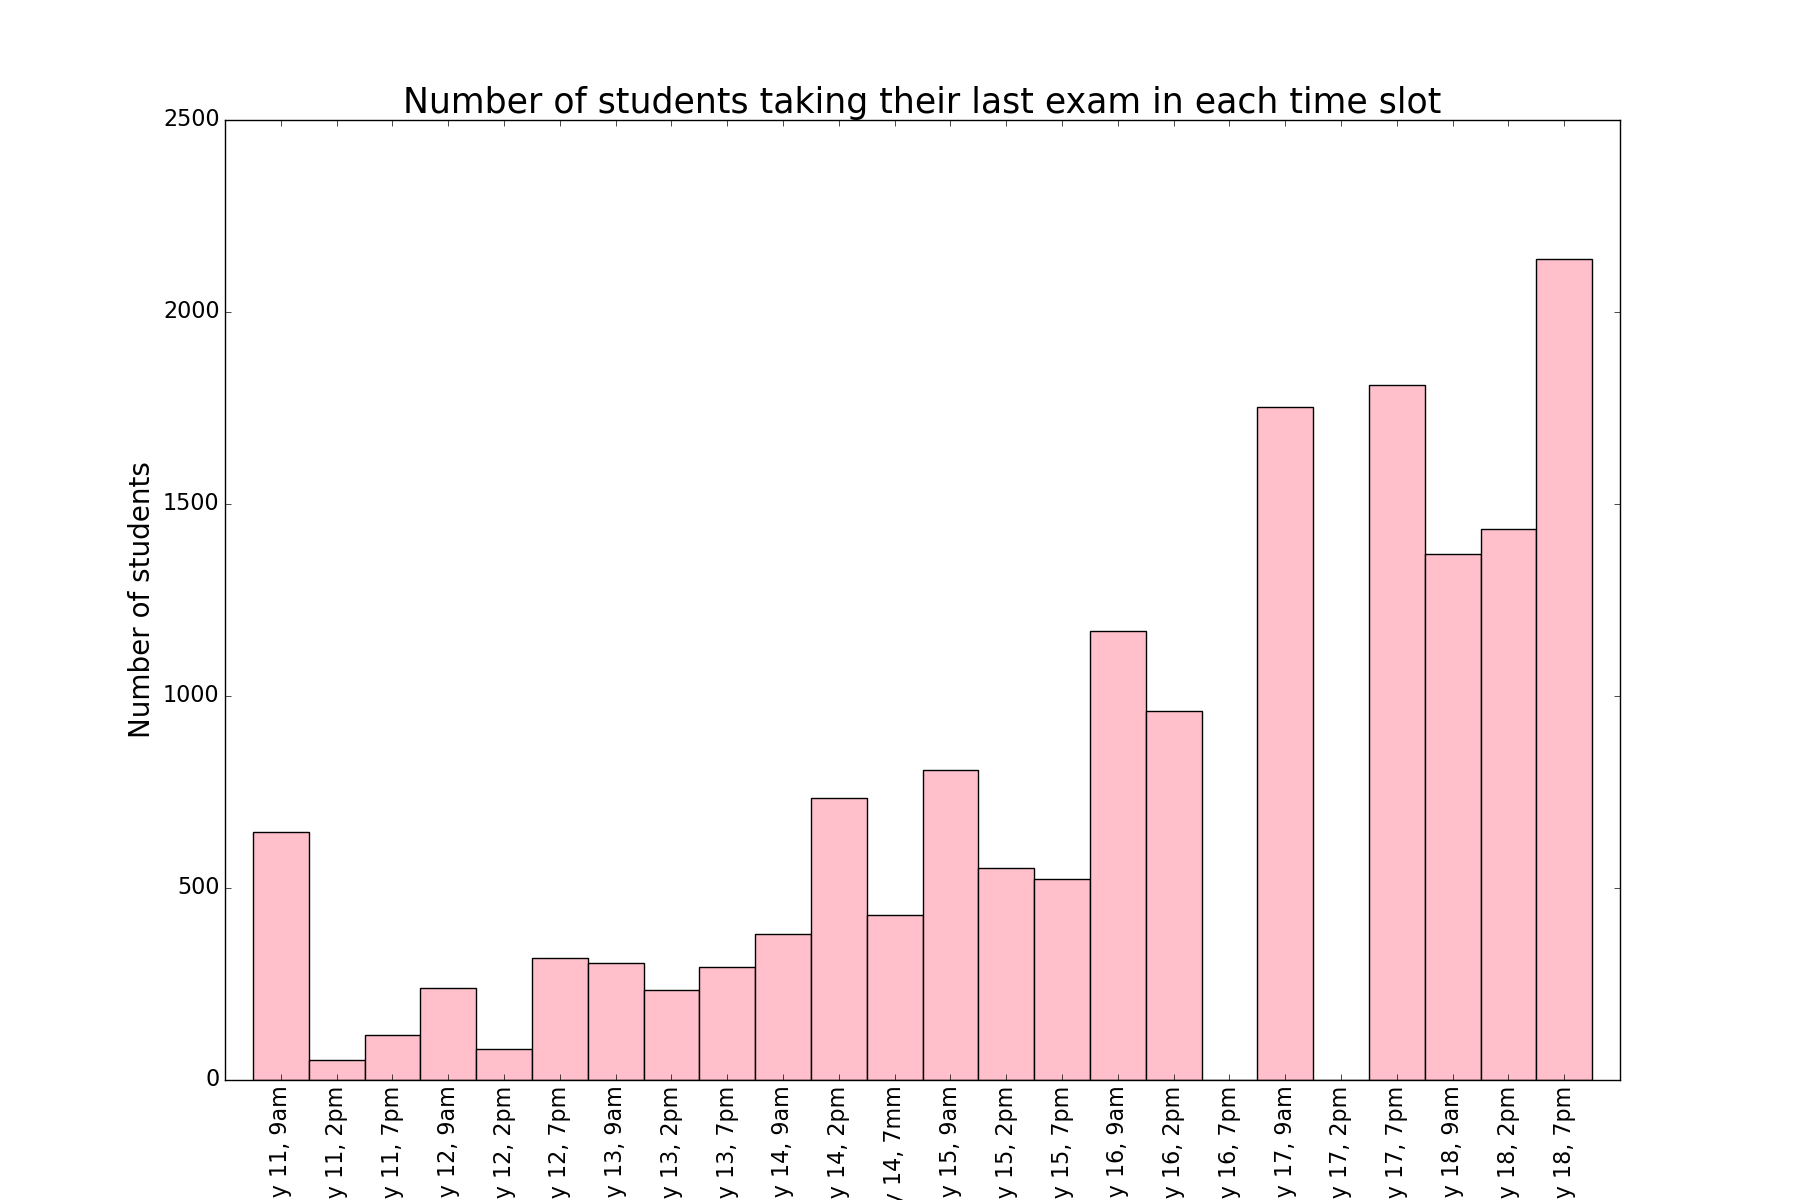 Number of students taking their last exam in each time slot
Number of students
2500
2000
1500
1000
500
0
y 11, 9am
y 11, 2pm
y 11, 7pm
y 12, 9am
y 12, 2pm
y 12, 7pm
y 13, 9am
y 13, 2pm
y 13, 7pm
y 14, 9am
y 14, 2pm
y 14, 7mm
y 15, 9am
y 15, 2pm
y 15, 7pm
y 16, 9am
y 16, 2pm
y 16, 7pm
y 17, 9am
y 17, 2pm
y 17, 7pm
y 18, 9am
y 18, 2pm
y 18, 7pm